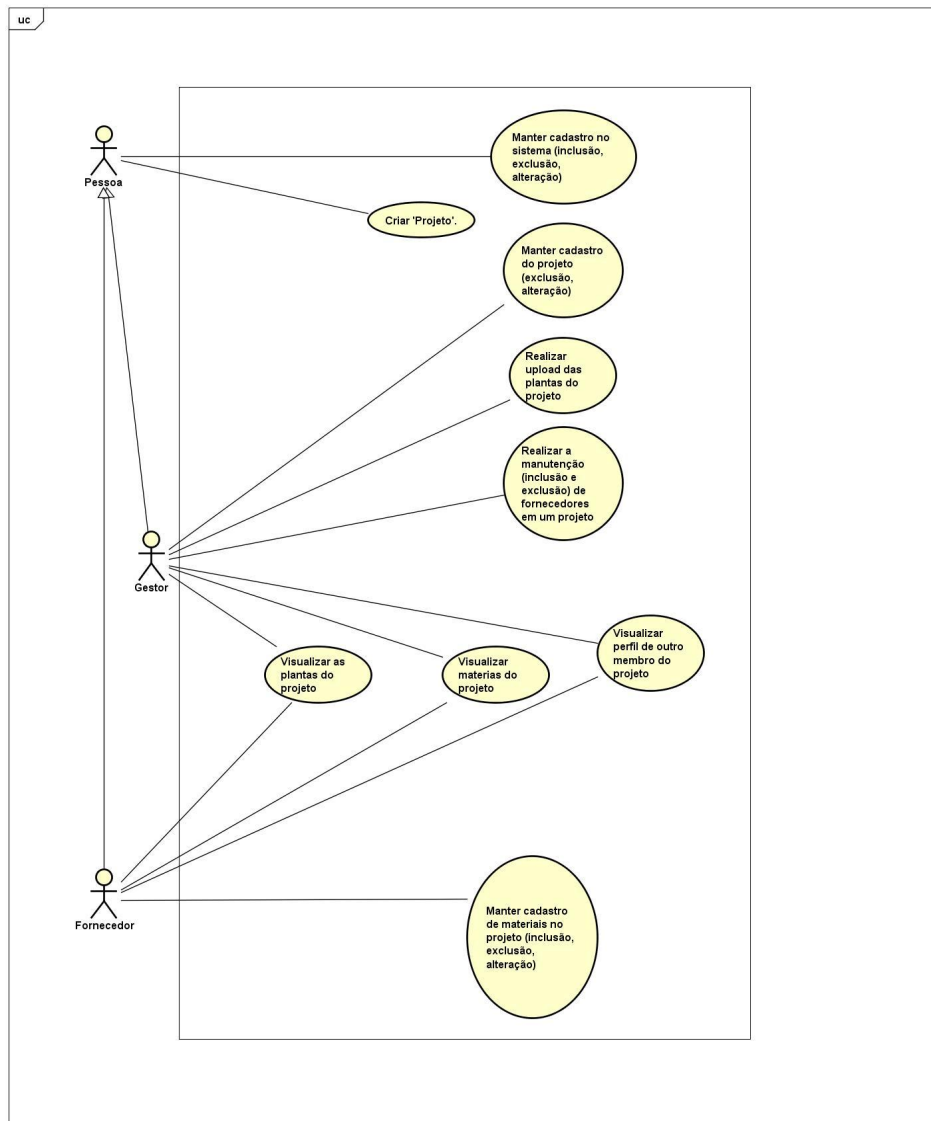 uc
Pessoa
Manter cadastro no
sistema (inclusão,
exclusão,
alteração)
Criar 'Projeto'.
Manter cadastro
do projeto
(exclusão,
alteração)
Realizar
upload das
plantas do
projeto
Realizar a
manutenção
(inclusão e
exclusão) de
fornecedores
em um projeto
Gestor
Visualizar as
plantas do
projeto
Visualizar
materias do
projeto
Visualizar
perfil de outro
membro do
projeto
Fornecedor
Manter cadastro
de materiais no
projeto (inclusão,
exclusão,
alteração)